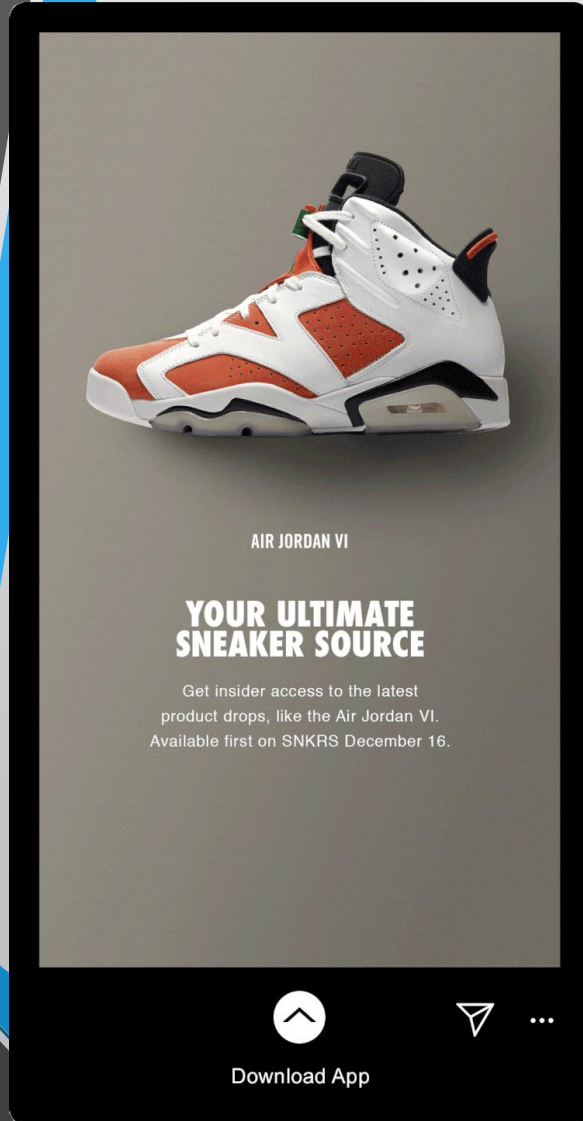 AIR JORDAN VI
YOUR ULTIMATE
SNEAKER SOURCE
Get insider access to the latest
product drops, like the Air Jordan VI.
Available first on SNKRS December 16.
Download App